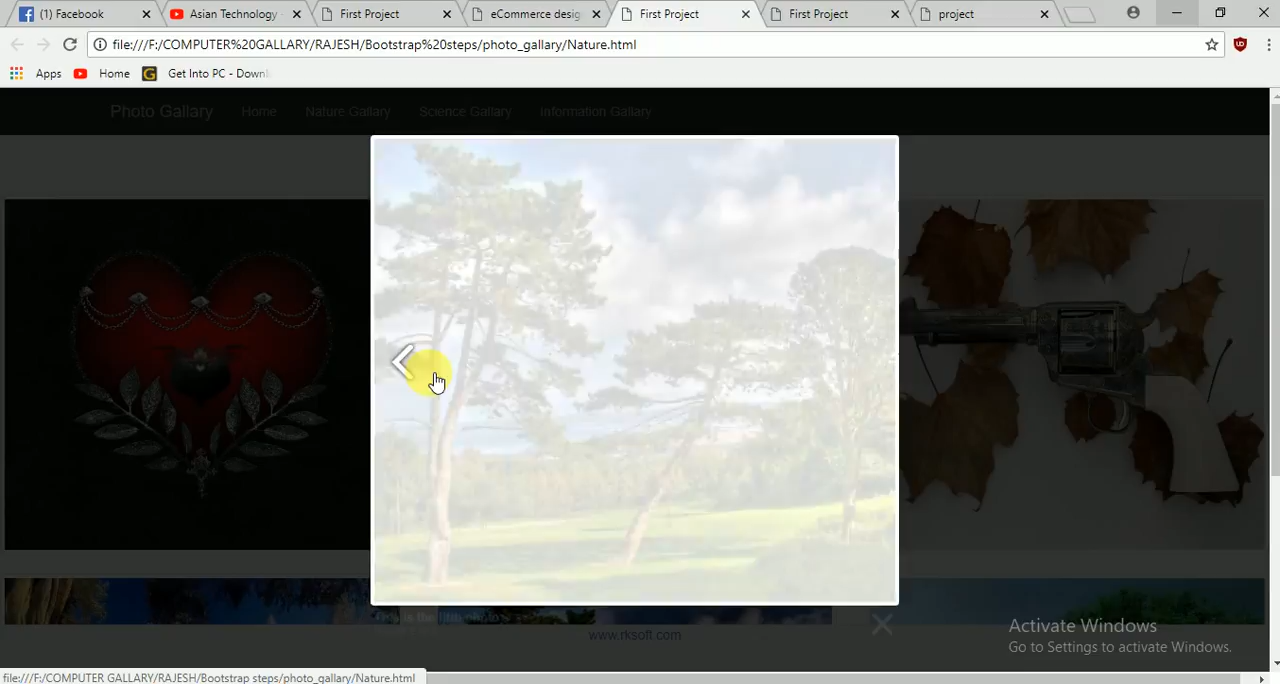 (1) Facebook
Asian Technology
First Project
eCommerce desig
First Project
First Project
project
file:///F:/COMPUTER%20GALLARY/RAJESH/Bootstrap%20steps/photo_gallary/Nature.html
Apps
Home
Get Into PC - Downl
Photo Gallary
Home
Nature Gallary
Science Gallary
Information Gallary
www.rksoft.com
Activate Windows
Go to Settings to activate Windows.
file:///F:/COMPUTER GALLARY/RAJESH/Bootstrap steps/photo_gallary/Nature.html